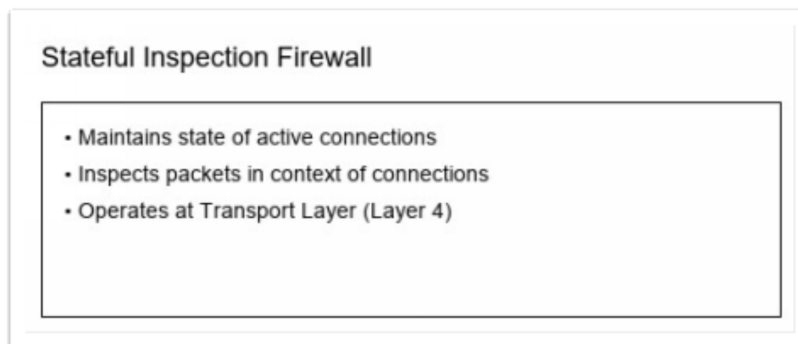 Stateful Inspection Firewall
• Maintains state of active connections
• Inspects packets in context of connections
• Operates at Transport Layer (Layer 4)